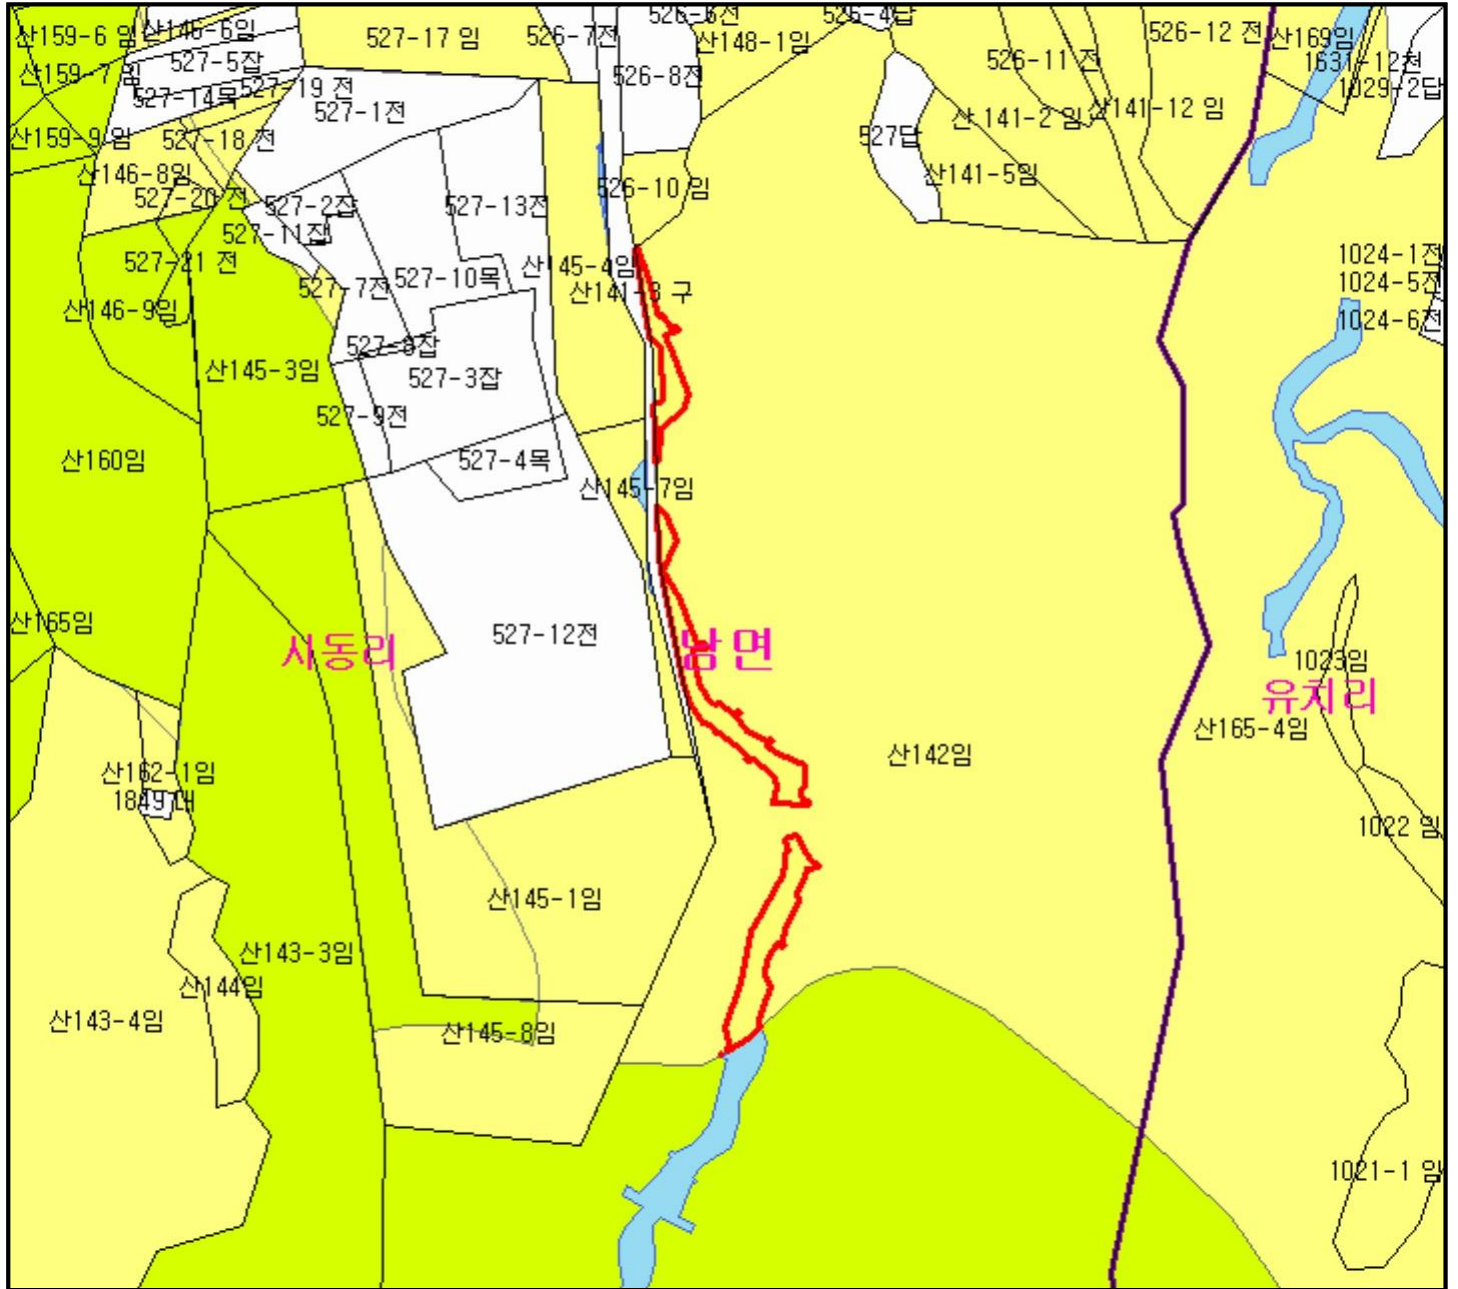 산159-6 임
산146-6임
527-17 임
526-7전
526-6전
526-4답
526-12 전
산169임
산148-1임
527-5잡
산159-7 임
527-19 전
526-8전
526-11 전
1631-12전
1029-2답
527-14목
527-1전
산141-2 임
산141-12 임
산159-9 임
527-18 전
527답
산146-8임
산141-5임
526-10 임
527-20 전
527-2잡
527-13전
527-11잡
527-21 전
산145-4임
1024-1전
527-10목
1024-5전
527-7전
산141-3 구
산146-9임
1024-6전
527-8잡
산145-3임
527-3잡
527-9전
산160임
527-4목
산145-7임
산165임
527-12전
시동리
남면
1023임
유치리
산165-4임
산142임
산162-1임
1849 대
1022 임
산145-1임
산143-3임
산144임
산143-4임
산145-8임
1021-1 임